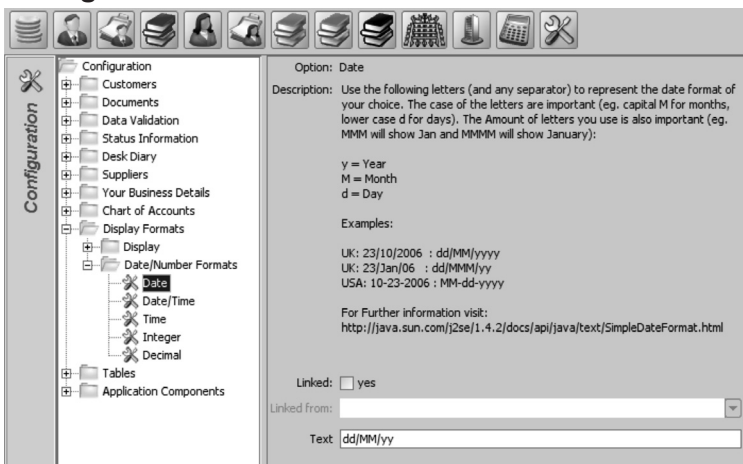 Configuration
Configuration
Customers
Documents
Data Validation
Status Information
Desk Diary
Suppliers
Your Business Details
Chart of Accounts
Display Formats
Display
Date/Number Formats
Date
Date/Time
Time
Integer
Decimal
Tables
Application Components
Option: Date
Description: Use the following letters (and any separator) to represent the date format of
your choice. The case of the letters are important (eg. capital M for months,
lower case d for days). The Amount of letters you use is also important (eg.
MMM will show Jan and MMMM will show January):
y = Year
M = Month
d = Day
Examples:
UK: 23/10/2006 : dd/MM/yyyy
UK: 23/Jan/06 : dd/MMM/yy
USA: 10-23-2006 : MM-dd-yyyy
For Further information visit:
http://java.sun.com/j2se/1.4.2/docs/api/java/text/SimpleDateFormat.html
Linked: yes
Linked from:
Text dd/MM/yy